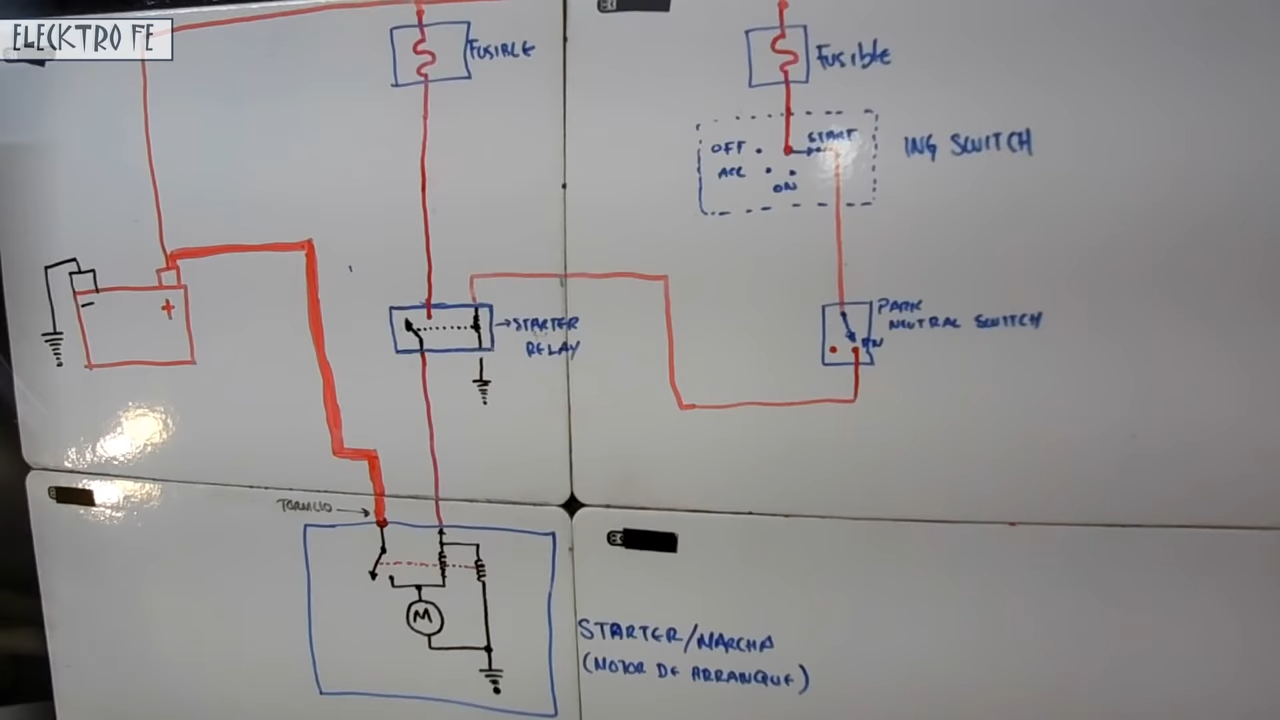 ELECKTRO FE
FUSIBLE
Fusible
OFF
START
ACC
ON
ING SWITCH
+
-
STARTER
RELAY
PARK
NEUTRAL SWITCH
PN
TORNILLO
M
STARTER/MARCHA
(MOTOR DE ARRANQUE)